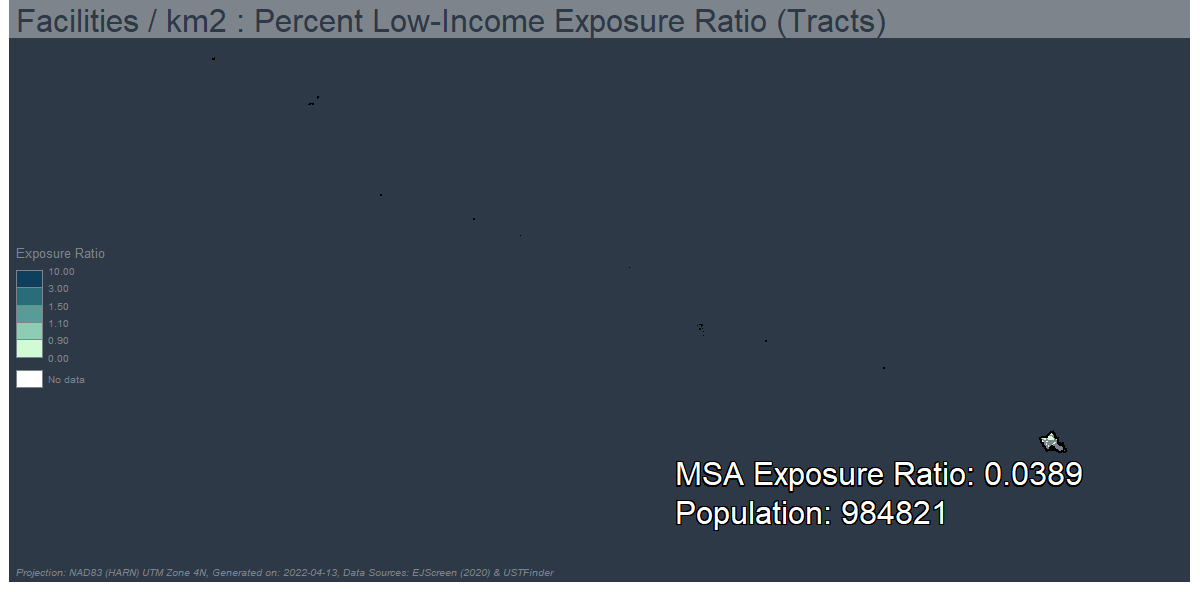 Facilities / km2 : Percent Low-Income Exposure Ratio (Tracts)
Exposure Ratio
10.00
3.00
1.50
1.10
0.90
0.00
No data
MSA Exposure Ratio: 0.0389
Population: 984821
Projection: NAD83 (HARN) UTM Zone 4N, Generated on: 2022-04-13, Data Sources: EJScreen (2020) & USTFinder